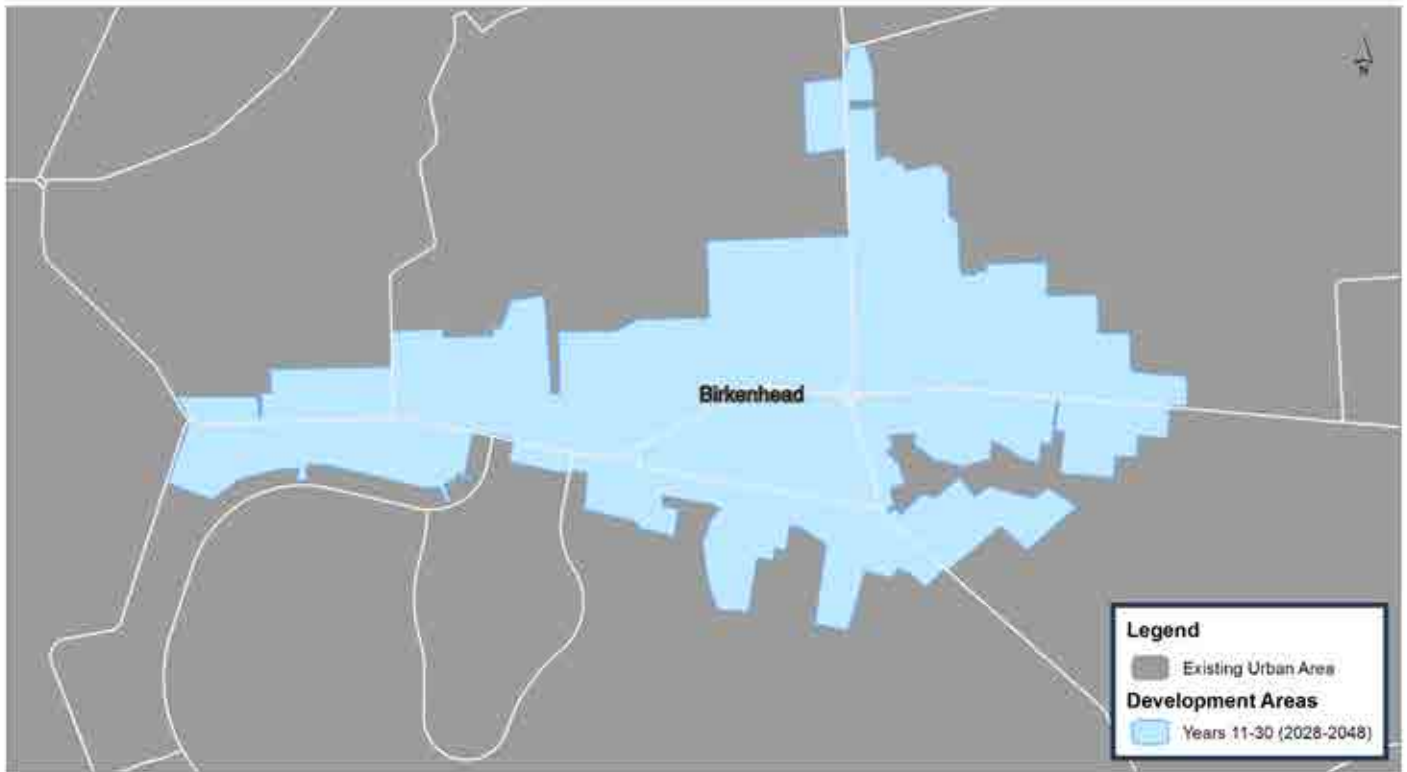 N
Birkenhead
Legend
Existing Urban Area
Development Areas
Years 11-30 (2028-2048)